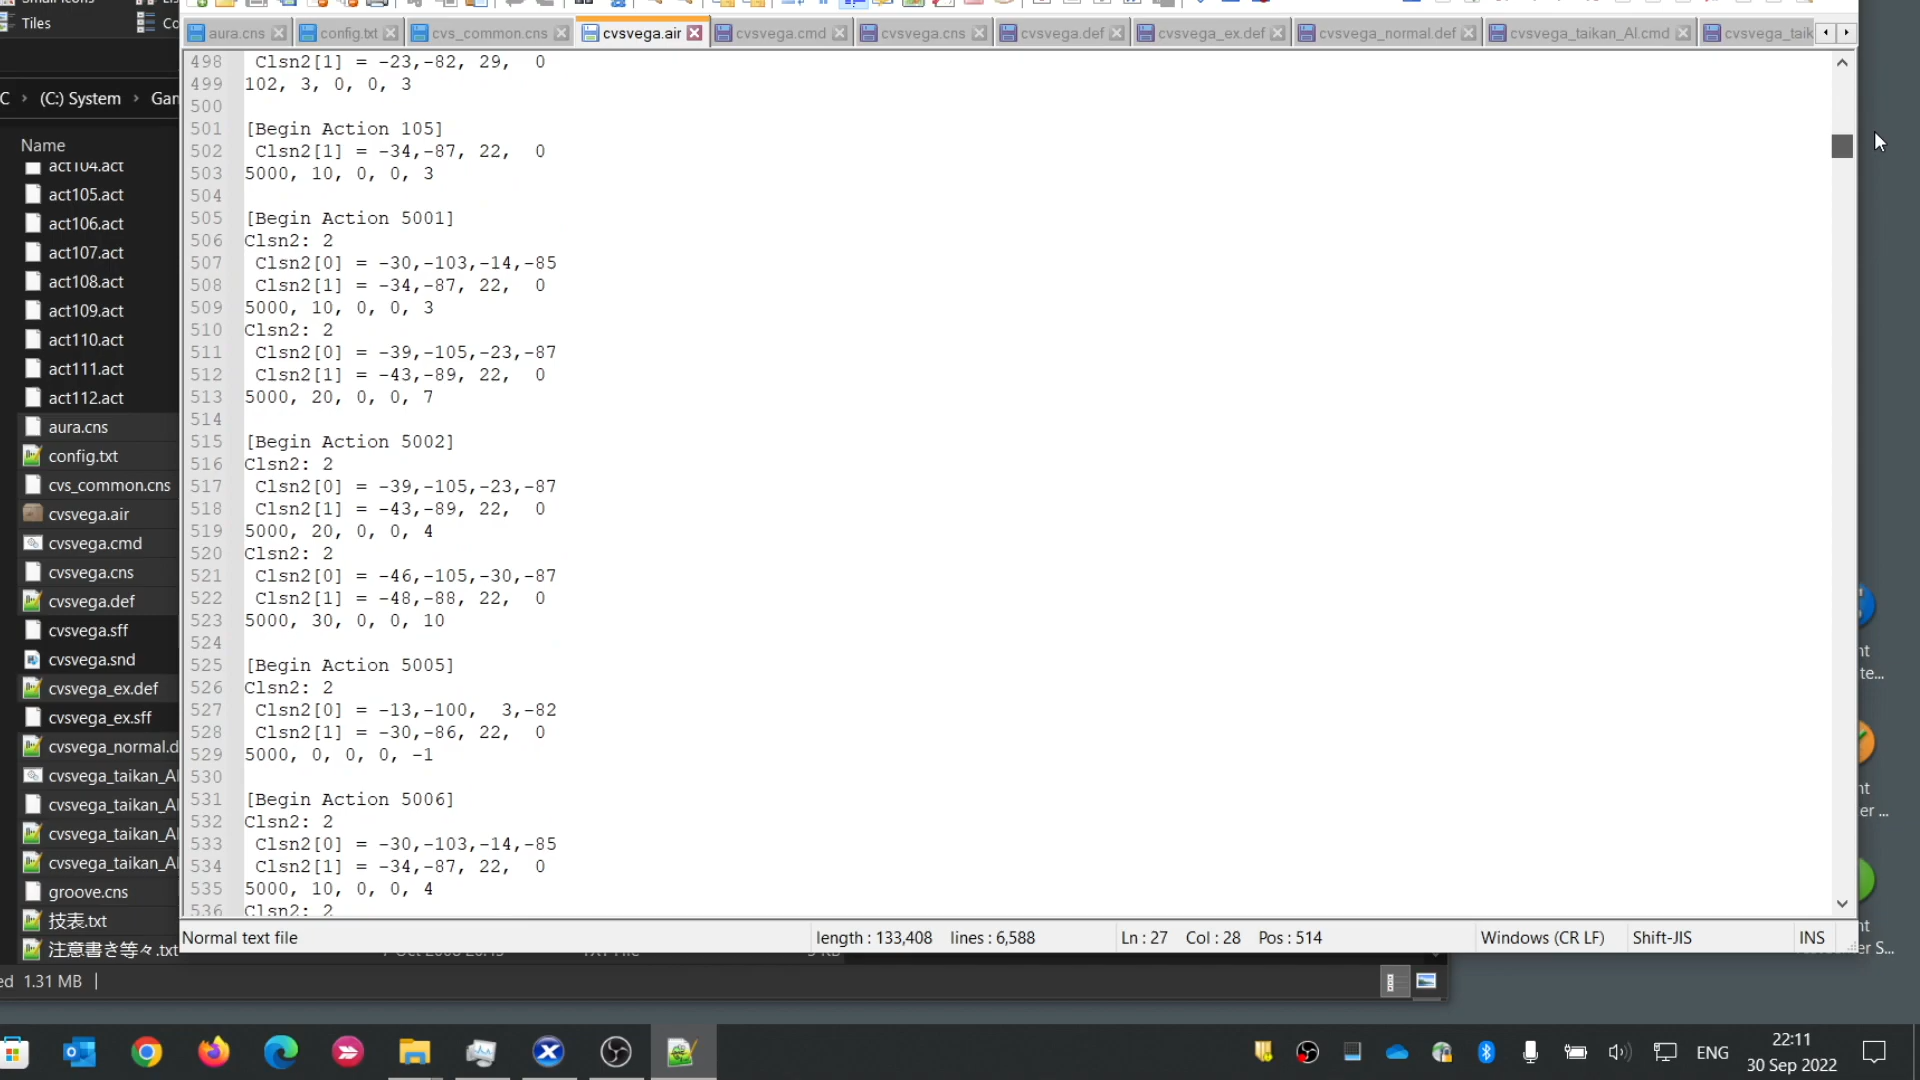 Tiles
(C:) System
Name
act104.act
act105.act
act106.act
act107.act
act108.act
act109.act
act110.act
act111.act
act112.act
aura.cns
config.txt
cvs_common.cns
cvsvega.air
cvsvega.cmd
cvsvega.cns
cvsvega.def
cvsvega.sff
cvsvega.snd
cvsvega_ex.def
cvsvega_ex.sff
cvsvega_normal.d
cvsvega_taikan_AI
cvsvega_taikan_AI
cvsvega_taikan_AI
cvsvega_taikan_AI
groove.cns
技表.txt
注意書き等々.txt
1.31 MB
aura.cns config.txt cvs_common.cns cvsvega.air cvsvega.cmd cvsvega.cns cvsvega.def cvsvega_ex.def cvsvega_normal.def cvsvega_taikan_AI.cmd cvsvega_taik
498 Clsn2[1] = -23,-82, 29, 0
499 102, 3, 0, 0, 3
500
501 [Begin Action 105]
502 Clsn2[1] = -34,-87, 22, 0
503 5000, 10, 0, 0, 3
504
505 [Begin Action 5001]
506 Clsn2: 2
507 Clsn2[0] = -30,-103,-14,-85
508 Clsn2[1] = -34,-87, 22, 0
509 5000, 10, 0, 0, 3
510 Clsn2: 2
511 Clsn2[0] = -39,-105,-23,-87
512 Clsn2[1] = -43,-89, 22, 0
513 5000, 20, 0, 0, 7
514
515 [Begin Action 5002]
516 Clsn2: 2
517 Clsn2[0] = -39,-105,-23,-87
518 Clsn2[1] = -43,-89, 22, 0
519 5000, 20, 0, 0, 4
520 Clsn2: 2
521 Clsn2[0] = -46,-105,-30,-87
522 Clsn2[1] = -48,-88, 22, 0
523 5000, 30, 0, 0, 10
524
525 [Begin Action 5005]
526 Clsn2: 2
527 Clsn2[0] = -13,-100, 3,-82
528 Clsn2[1] = -30,-86, 22, 0
529 5000, 0, 0, 0, -1
530
531 [Begin Action 5006]
532 Clsn2: 2
533 Clsn2[0] = -30,-103,-14,-85
534 Clsn2[1] = -34,-87, 22, 0
535 5000, 10, 0, 0, 4
536 Clsn2: 2
Normal text file length : 133,408 lines : 6,588 Ln : 27 Col : 28 Pos : 514 Windows (CR LF) Shift-JIS INS
ENG
22:11
30 Sep 2022